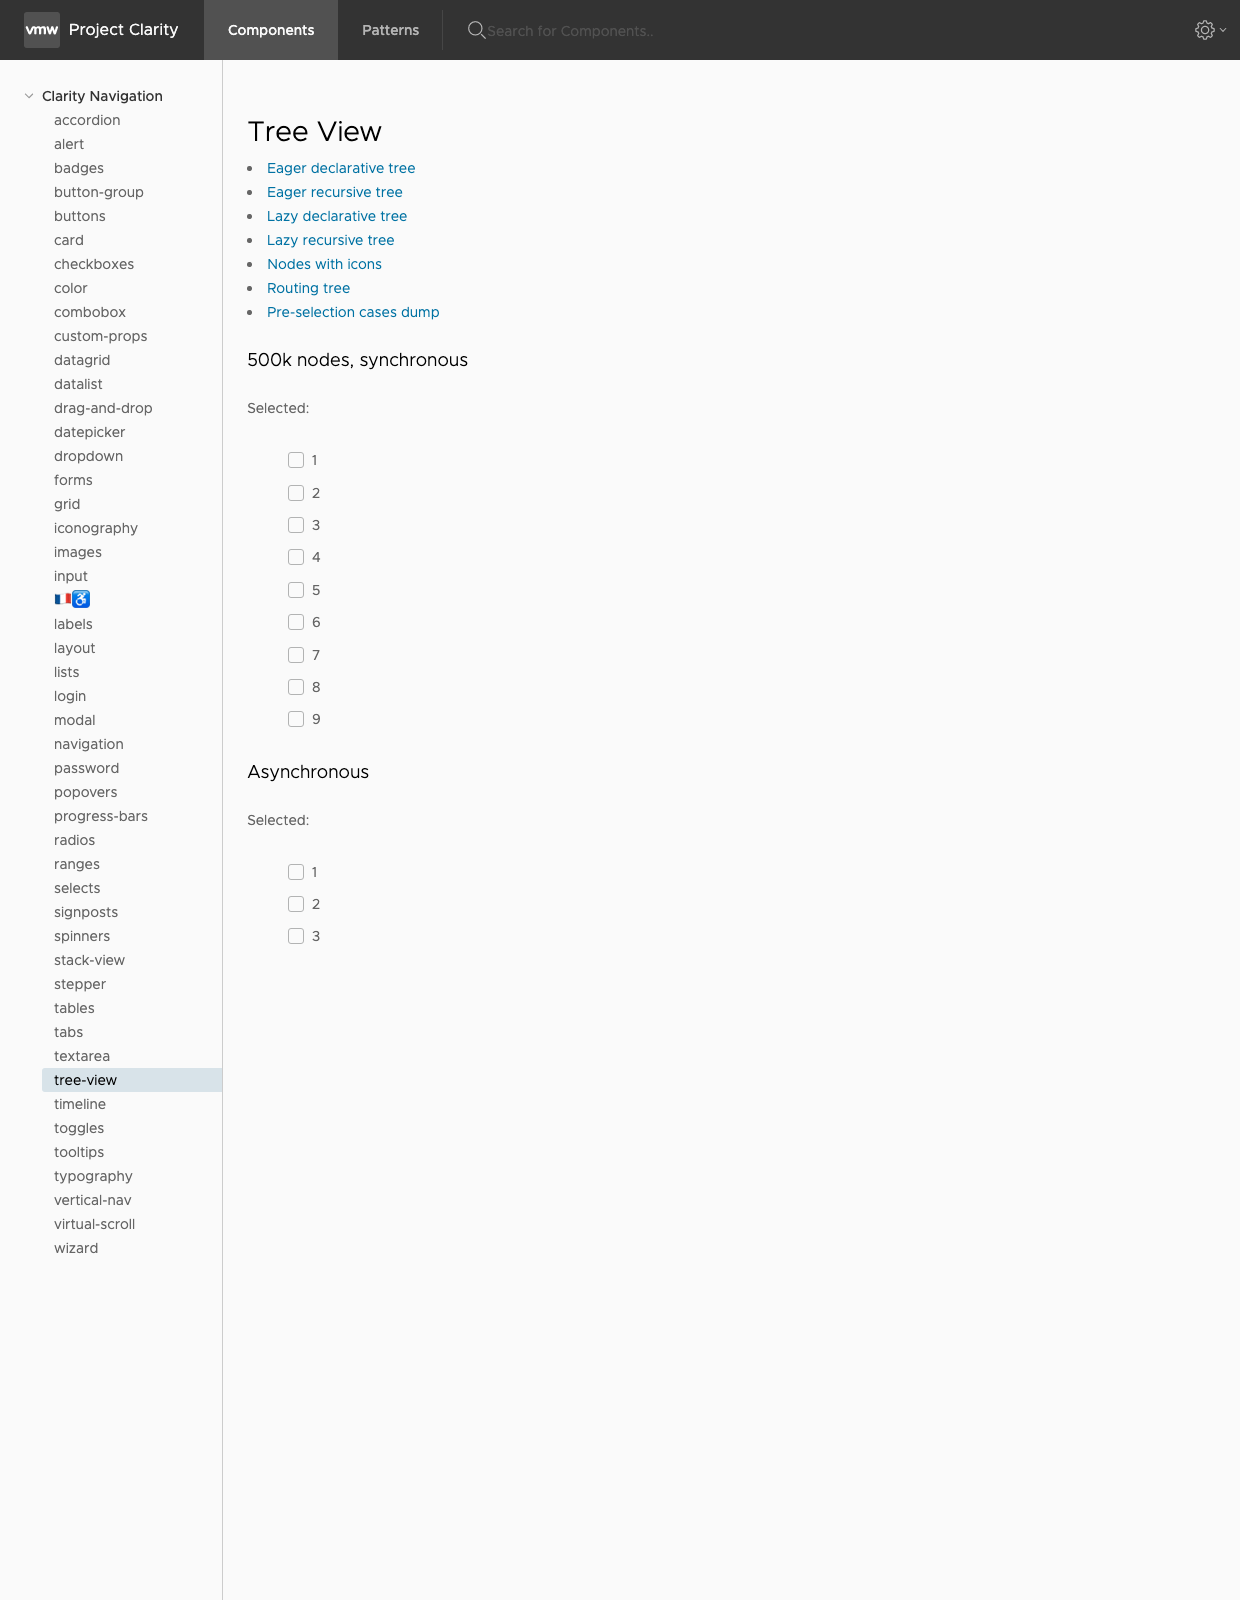 vmw Project Clarity Components Patterns Search for Components..
Clarity Navigation
accordion
alert
badges
button-group
buttons
card
checkboxes
color
combobox
custom-props
datagrid
datalist
drag-and-drop
datepicker
dropdown
forms
grid
iconography
images
input
🇫🇷♿
labels
layout
lists
login
modal
navigation
password
popovers
progress-bars
radios
ranges
selects
signposts
spinners
stack-view
stepper
tables
tabs
textarea
tree-view
timeline
toggles
tooltips
typography
vertical-nav
virtual-scroll
wizard
Tree View
Eager declarative tree
Eager recursive tree
Lazy declarative tree
Lazy recursive tree
Nodes with icons
Routing tree
Pre-selection cases dump
500k nodes, synchronous
Selected:
1
2
3
4
5
6
7
8
9
Asynchronous
Selected:
1
2
3